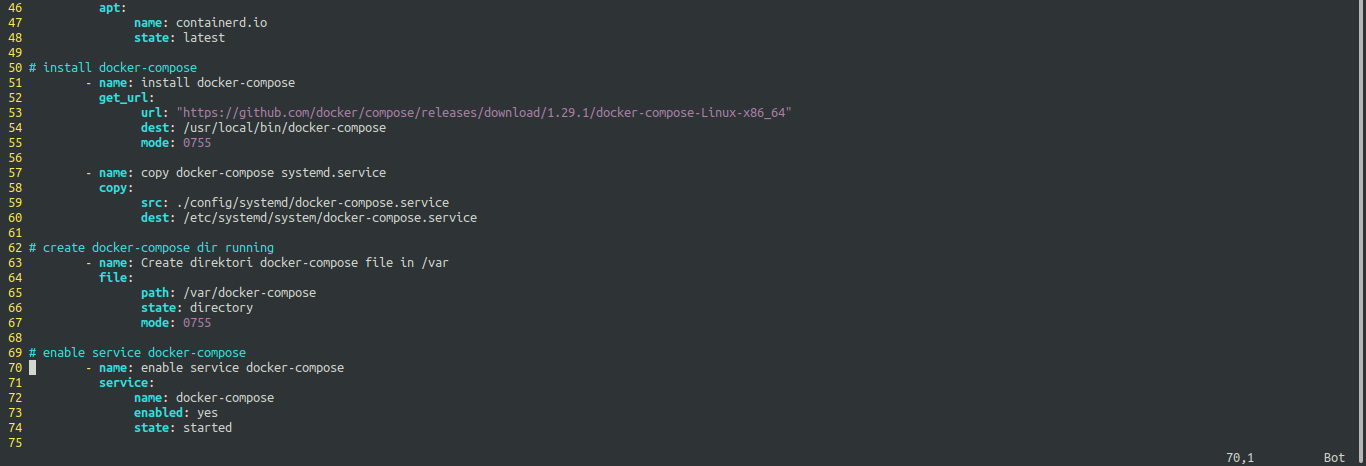 46          apt:
47               name: containerd.io
48               state: latest
49
50 # install docker-compose
51         - name: install docker-compose
52           get_url:
53                 url: "https://github.com/docker/compose/releases/download/1.29.1/docker-compose-Linux-x86_64"
54                 dest: /usr/local/bin/docker-compose
55                 mode: 0755
56
57         - name: copy docker-compose systemd.service
58           copy:
59                 src: ./config/systemd/docker-compose.service
60                 dest: /etc/systemd/system/docker-compose.service
61
62 # create docker-compose dir running
63         - name: Create direktori docker-compose file in /var
64           file:
65                 path: /var/docker-compose
66                 state: directory
67                 mode: 0755
68
69 # enable service docker-compose
70         - name: enable service docker-compose
71           service:
72                name: docker-compose
73                enabled: yes
74                state: started
75
70,1          Bot